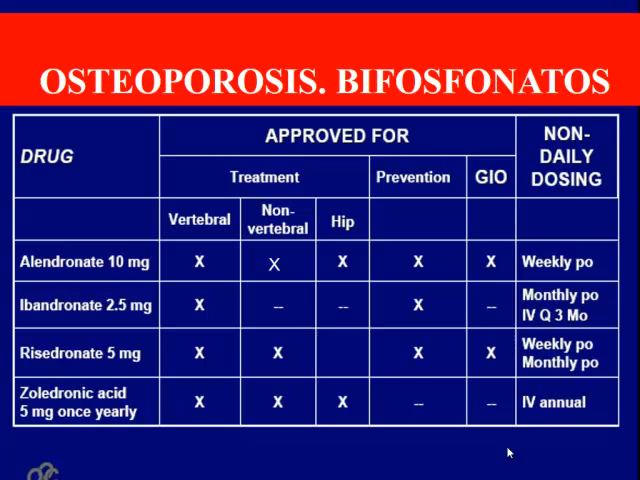 OSTEOPOROSIS. BIFOSFONATOS
DRUG
APPROVED FOR
NON-
DAILY
DOSING
Treatment
Prevention
GIO
Vertebral
Non-
vertebral
Hip
Alendronate 10 mg X X X X X Weekly po
Ibandronate 2.5 mg X -- -- X -- Monthly po
IV Q 3 Mo
Risedronate 5 mg X X X X Weekly po
Monthly po
Zoledronic acid
5 mg once yearly X X X -- -- IV annual